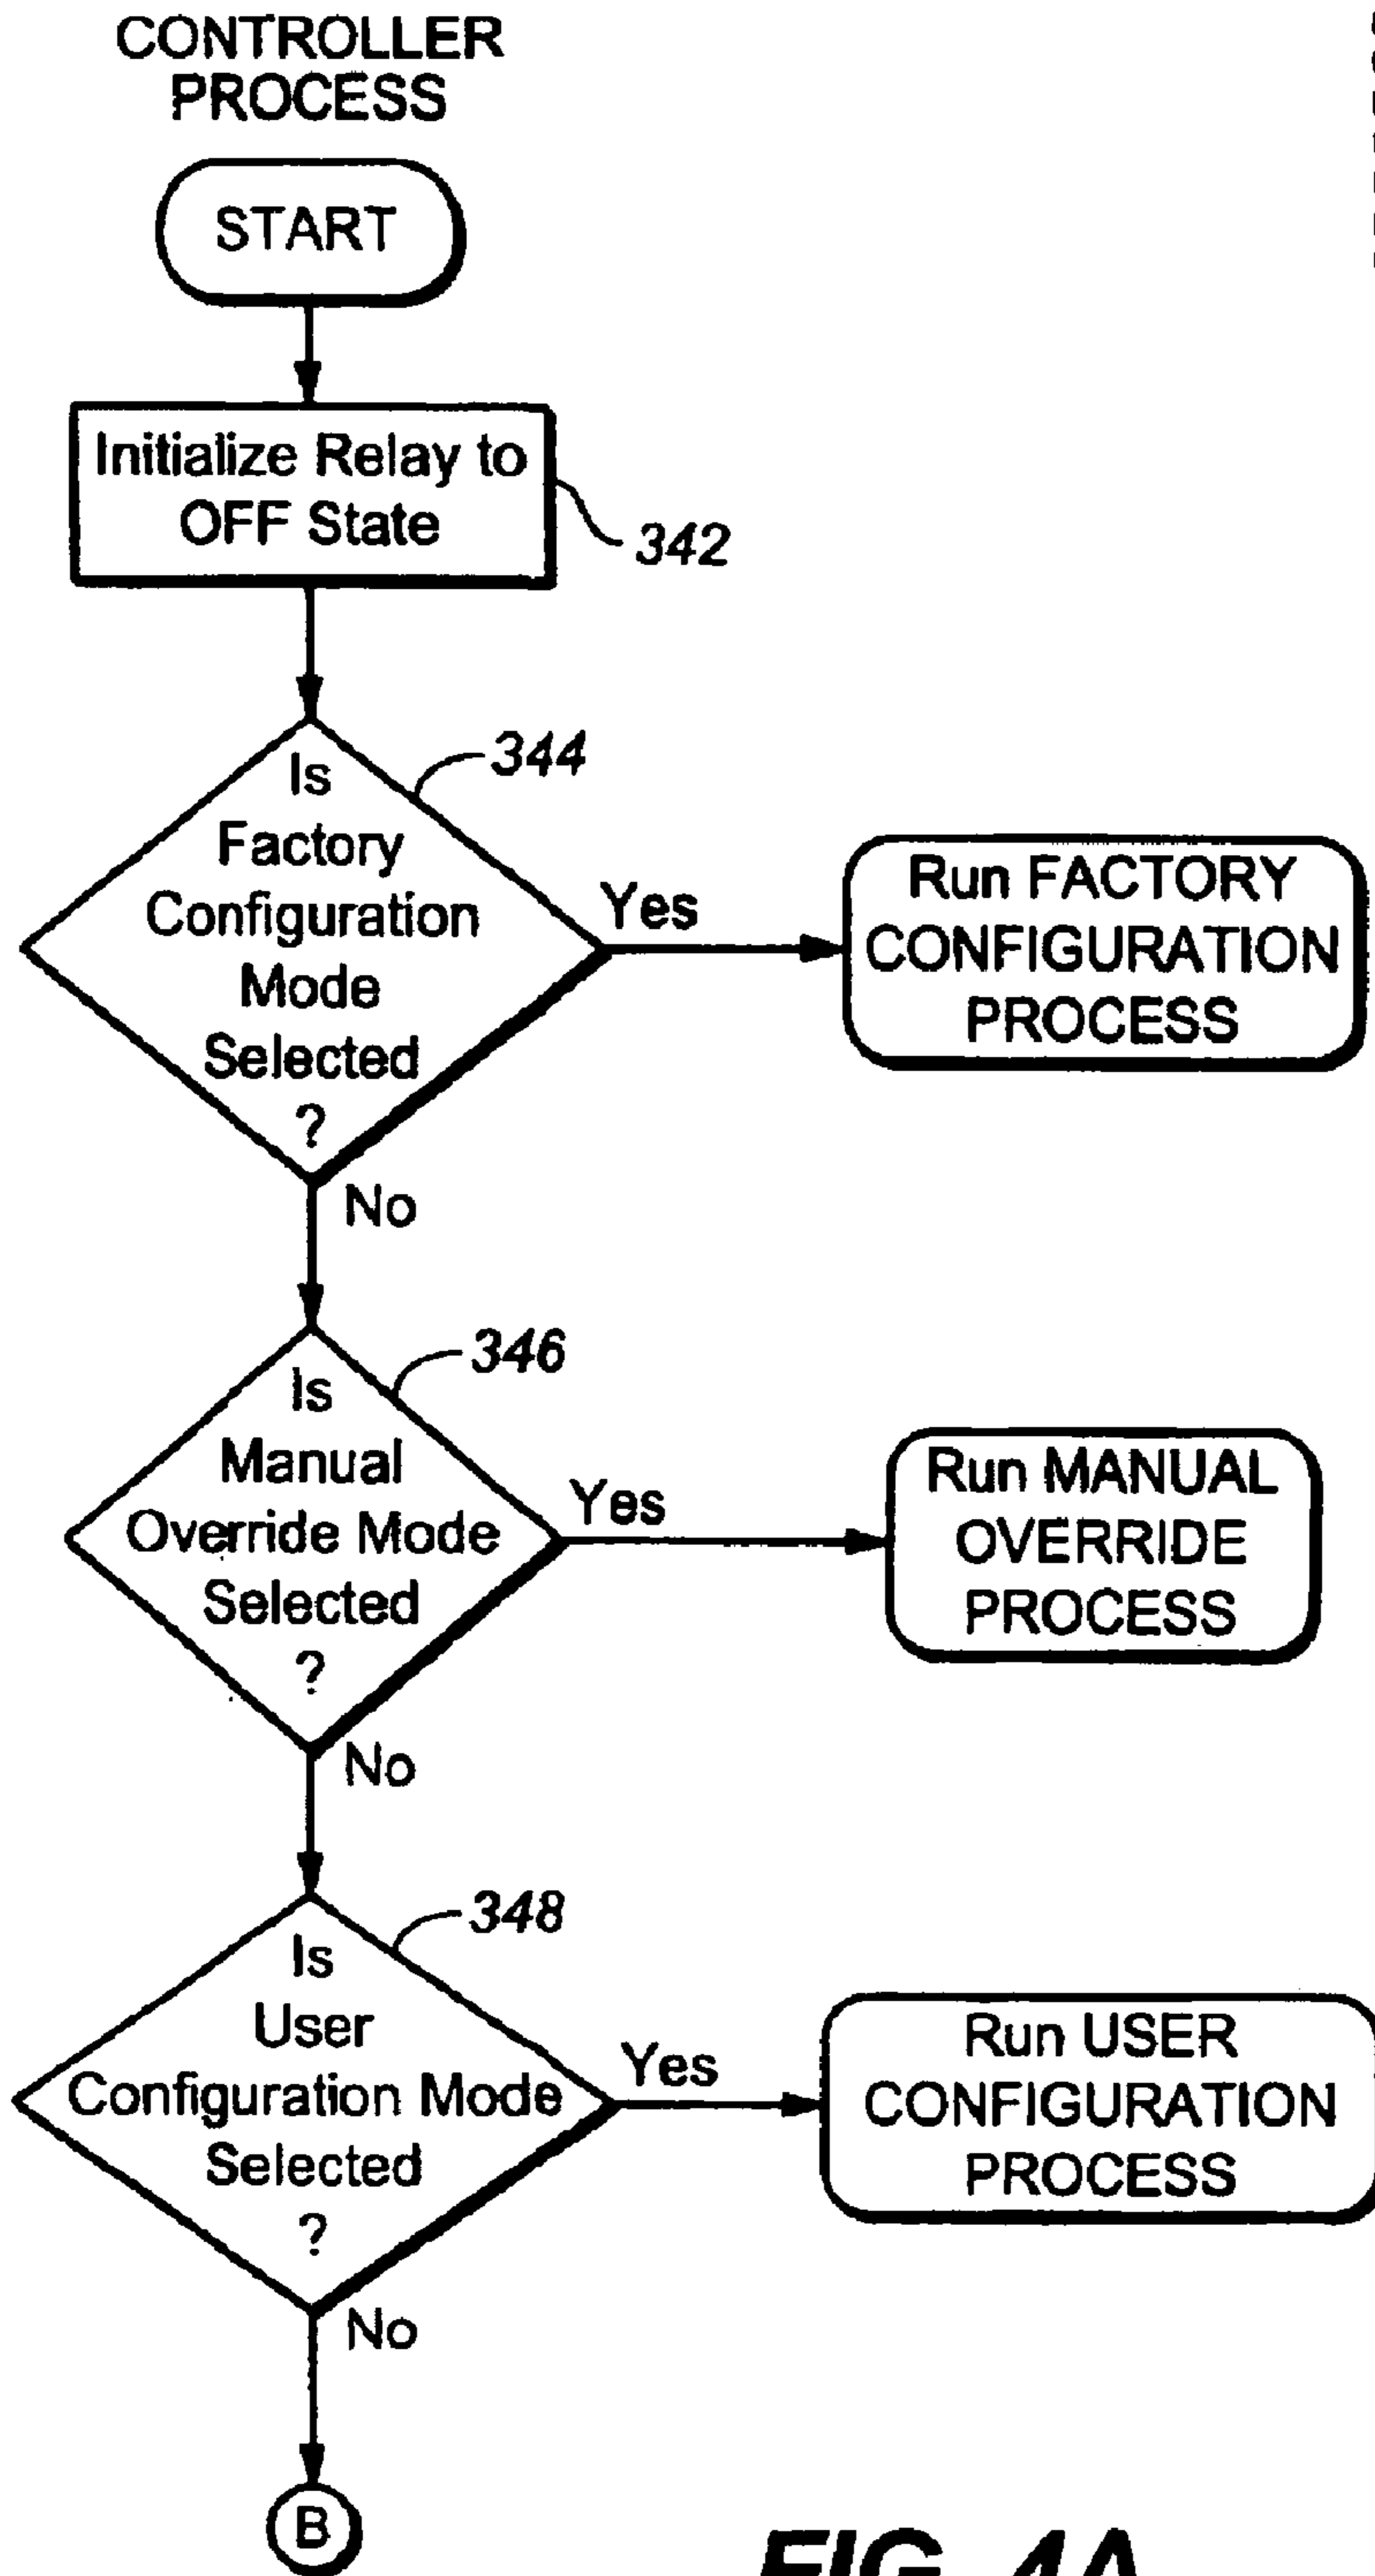 CONTROLLER
PROCESS
START
Initialize Relay to
OFF State
342
344
Is
Factory
Configuration
Mode
Selected
?
Yes
Run FACTORY
CONFIGURATION
PROCESS
No
346
Is
Manual
Override Mode
Selected
?
Yes
Run MANUAL
OVERRIDE
PROCESS
No
348
Is
User
Configuration Mode
Selected
?
Yes
Run USER
CONFIGURATION
PROCESS
No
B
FIG. 4A